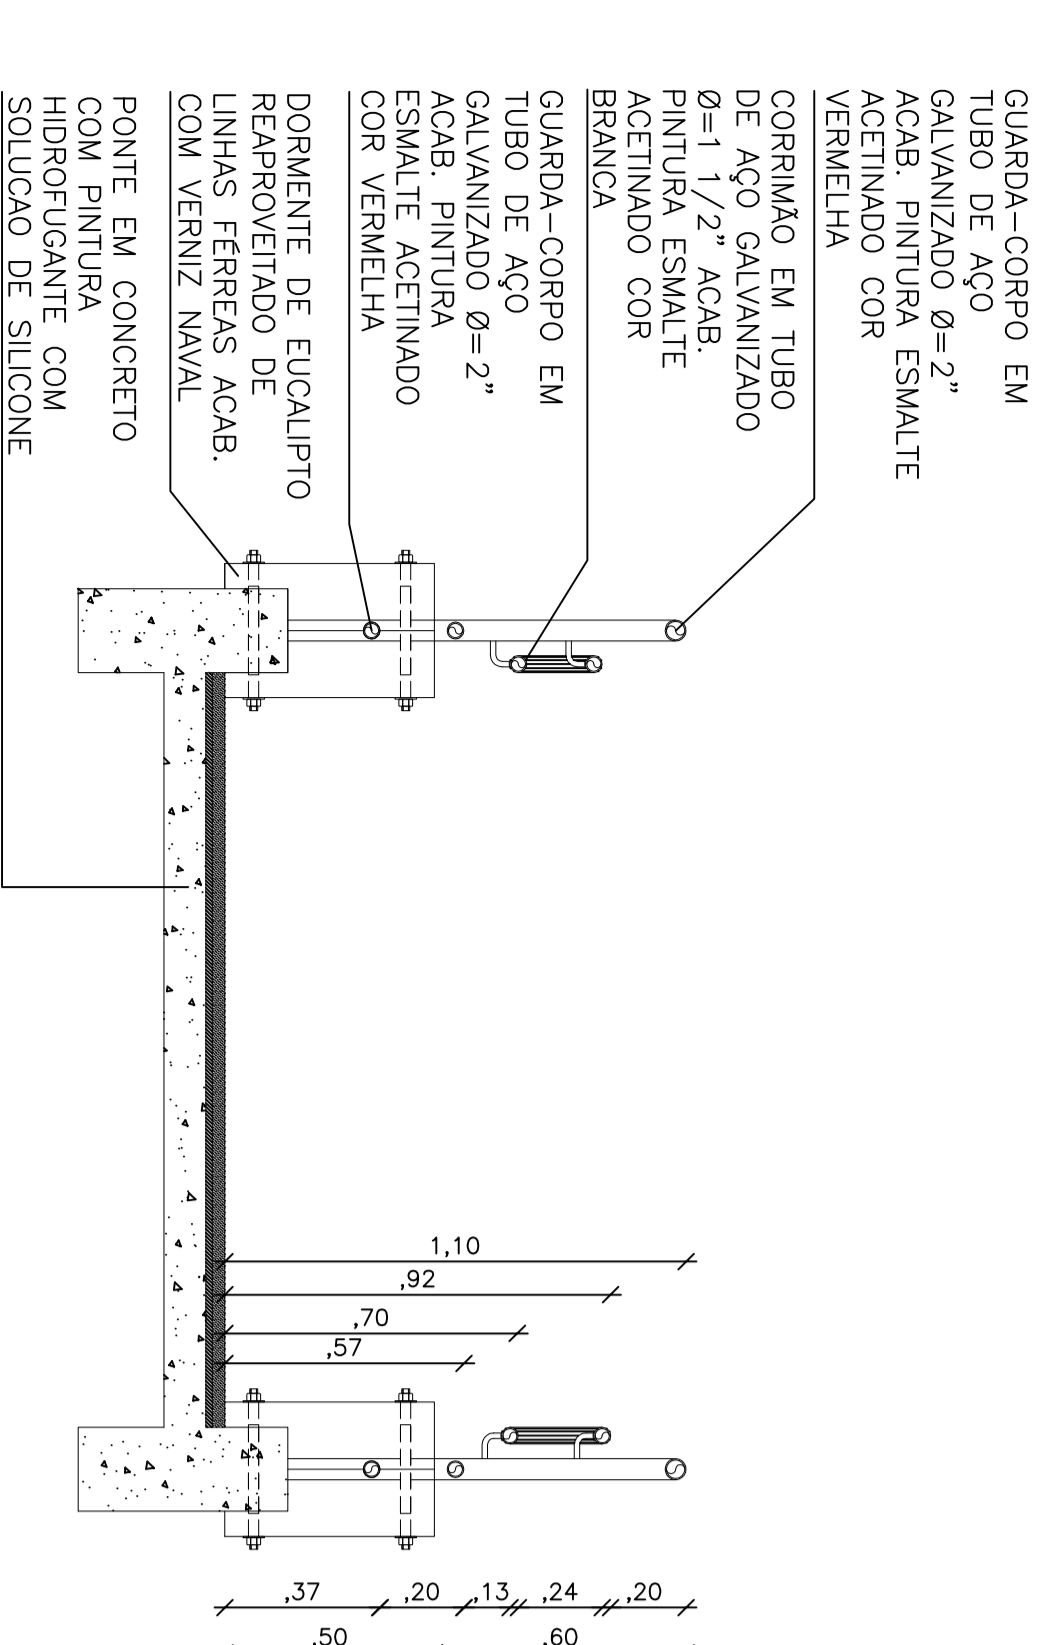 GUARDA-CORPO EM
TUBO DE AÇO
GALVANIZADO Ø=2"
ACAB. PINTURA ESMALTE
ACETINADO COR
VERMELHA
CORRIMÃO EM TUBO
DE AÇO GALVANIZADO
Ø=1 1/2" ACAB.
PINTURA ESMALTE
ACETINADO COR
BRANCA
GUARDA-CORPO EM
TUBO DE AÇO
GALVANIZADO Ø=2"
ACAB. PINTURA
ESMALTE ACETINADO
COR VERMELHA
DORMENTE DE EUCALIPTO
REAPROVEITADO DE
LINHAS FÉRREAS ACAB.
COM VERNIZ NAVAL
PONTE EM CONCRETO
COM PINTURA
HIDROFUGANTE COM
SOLUCAO DE SILICONE
1,10
,92
,70
,57
,37 ,20 ,13 ,24 ,20
,50 ,60